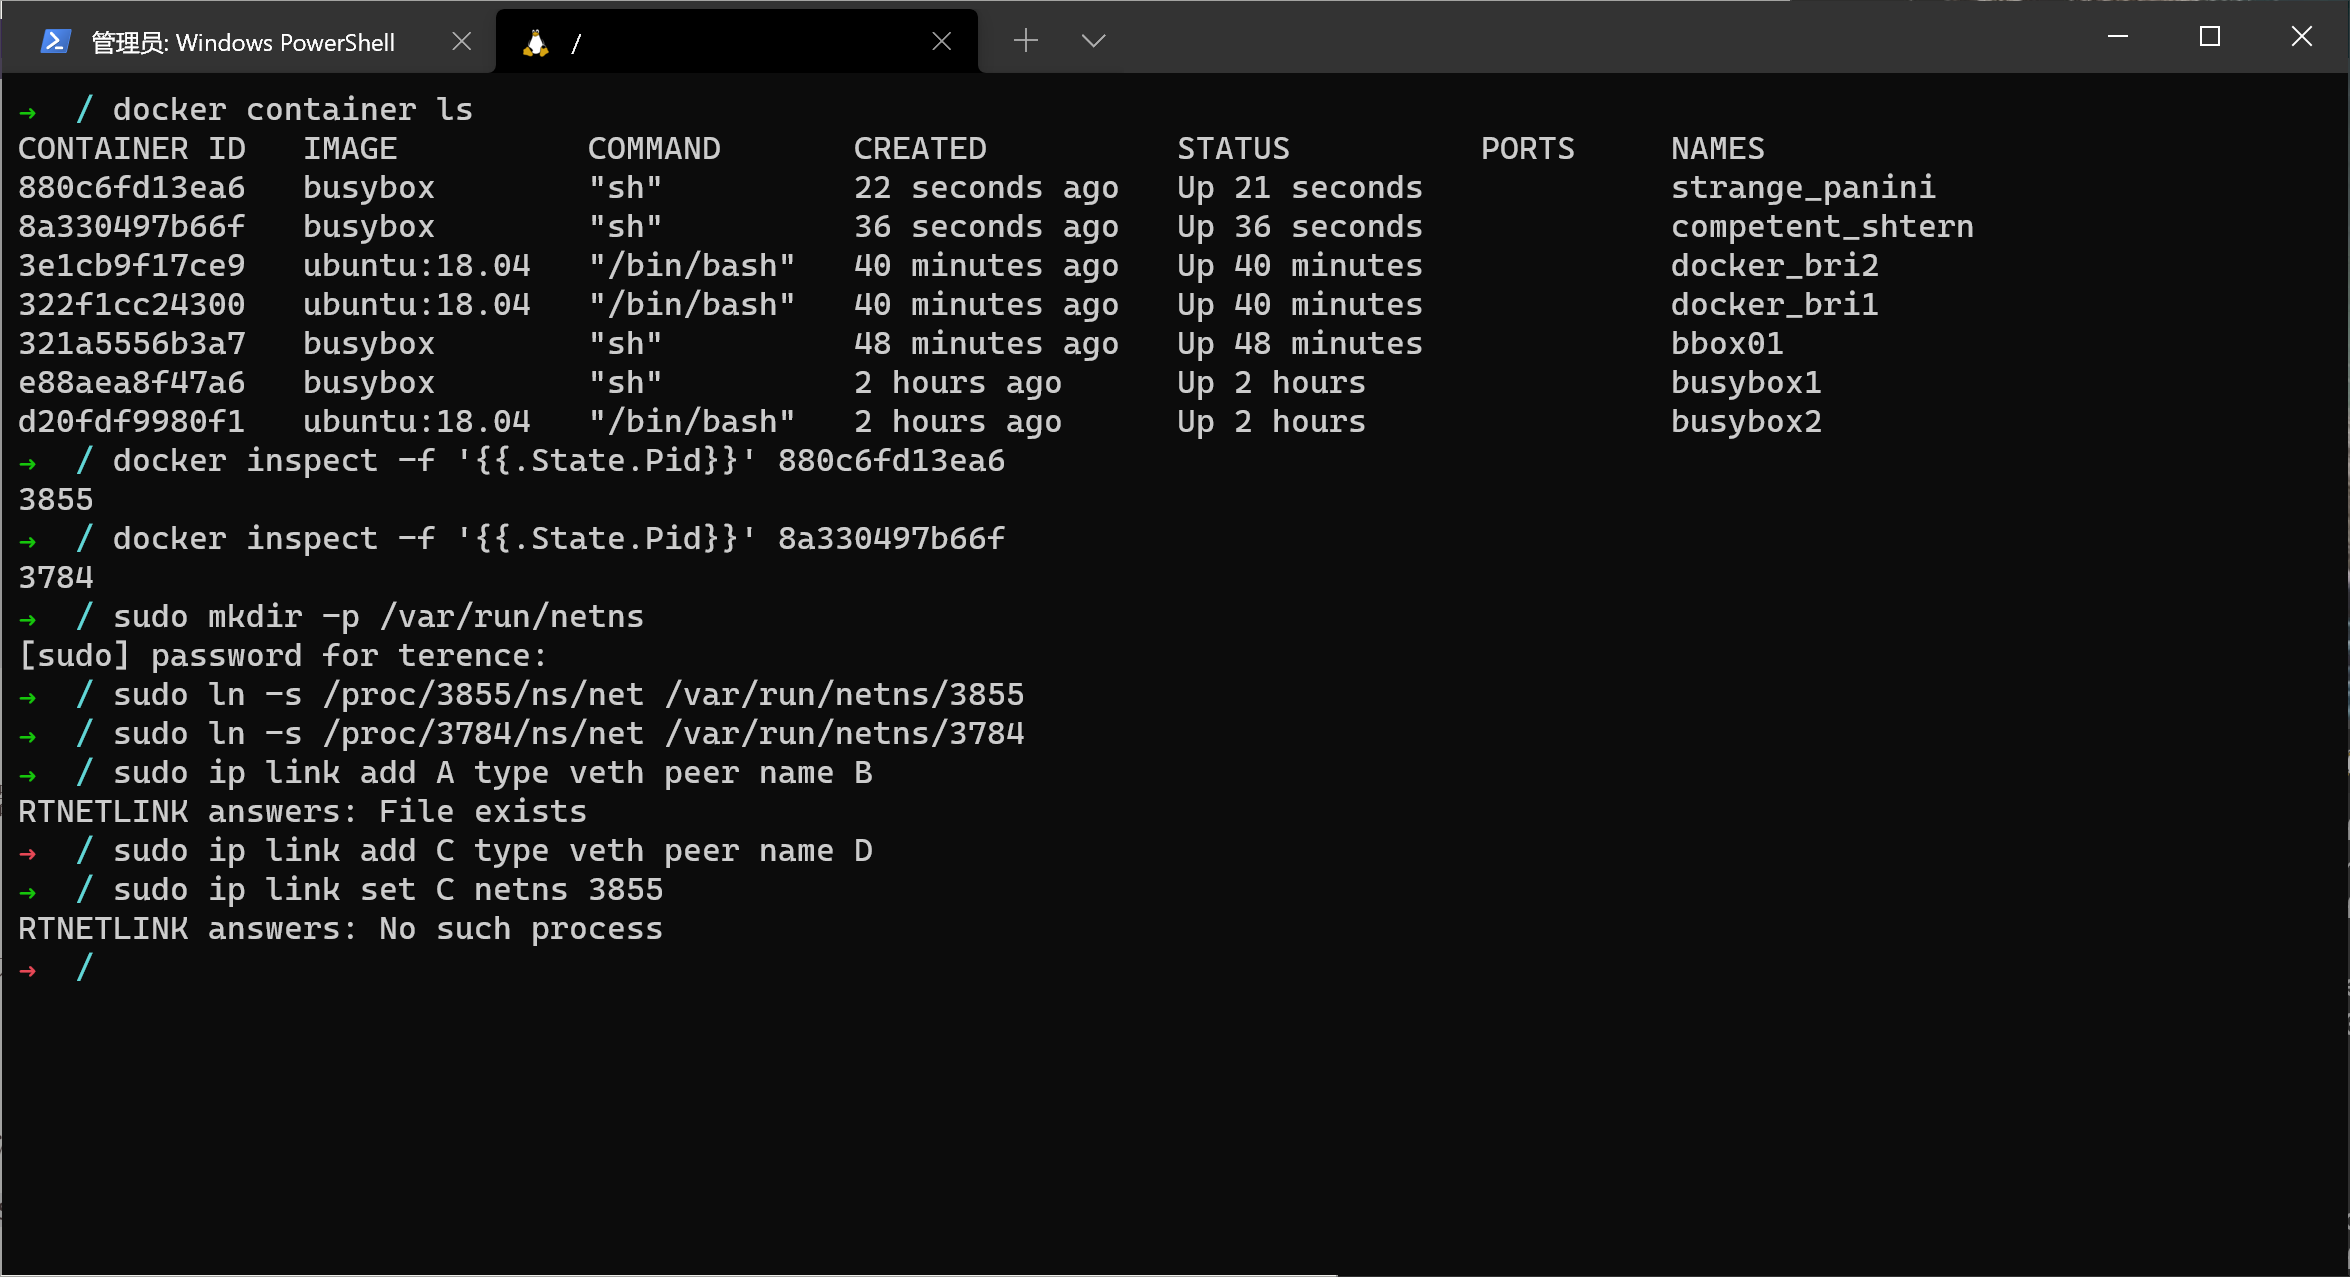 管理员: Windows PowerShell
/
→ / docker container ls
CONTAINER ID   IMAGE          COMMAND       CREATED          STATUS          PORTS     NAMES
880c6fd13ea6   busybox        "sh"          22 seconds ago   Up 21 seconds             strange_panini
8a330497b66f   busybox        "sh"          36 seconds ago   Up 36 seconds             competent_shtern
3e1cb9f17ce9   ubuntu:18.04   "/bin/bash"   40 minutes ago   Up 40 minutes             docker_bri2
322f1cc24300   ubuntu:18.04   "/bin/bash"   40 minutes ago   Up 40 minutes             docker_bri1
321a5556b3a7   busybox        "sh"          48 minutes ago   Up 48 minutes             bbox01
e88aea8f47a6   busybox        "sh"          2 hours ago      Up 2 hours                busybox1
d20fdf9980f1   ubuntu:18.04   "/bin/bash"   2 hours ago      Up 2 hours                busybox2
→ / docker inspect -f '{{.State.Pid}}' 880c6fd13ea6
3855
→ / docker inspect -f '{{.State.Pid}}' 8a330497b66f
3784
→ / sudo mkdir -p /var/run/netns
[sudo] password for terence:
→ / sudo ln -s /proc/3855/ns/net /var/run/netns/3855
→ / sudo ln -s /proc/3784/ns/net /var/run/netns/3784
→ / sudo ip link add A type veth peer name B
RTNETLINK answers: File exists
→ / sudo ip link add C type veth peer name D
→ / sudo ip link set C netns 3855
RTNETLINK answers: No such process
→ /